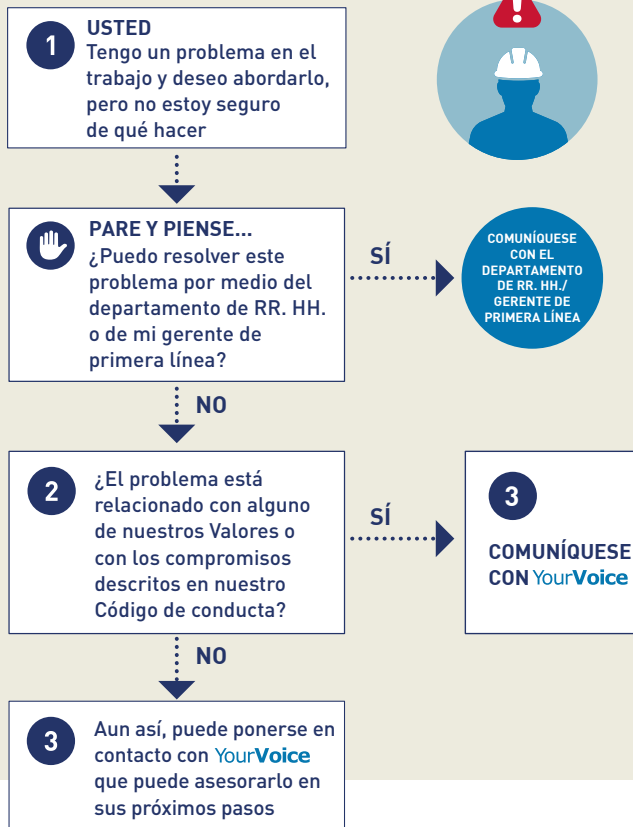 1
USTED
Tengo un problema en el
trabajo y deseo abordarlo,
pero no estoy seguro
de qué hacer
!
PARE Y PIENSE...
¿Puedo resolver este
problema por medio del
departamento de RR. HH.
o de mi gerente de
primera línea?
SÍ
COMUNÍQUESE
CON EL
DEPARTAMENTO
DE RR. HH./
GERENTE DE
PRIMERA LÍNEA
NO
2
¿El problema está
relacionado con alguno
de nuestros Valores o
con los compromisos
descritos en nuestro
Código de conducta?
SÍ
3
COMUNÍQUESE
CON YourVoice
NO
3
Aun así, puede ponerse en
contacto con YourVoice
que puede asesorarlo en
sus próximos pasos